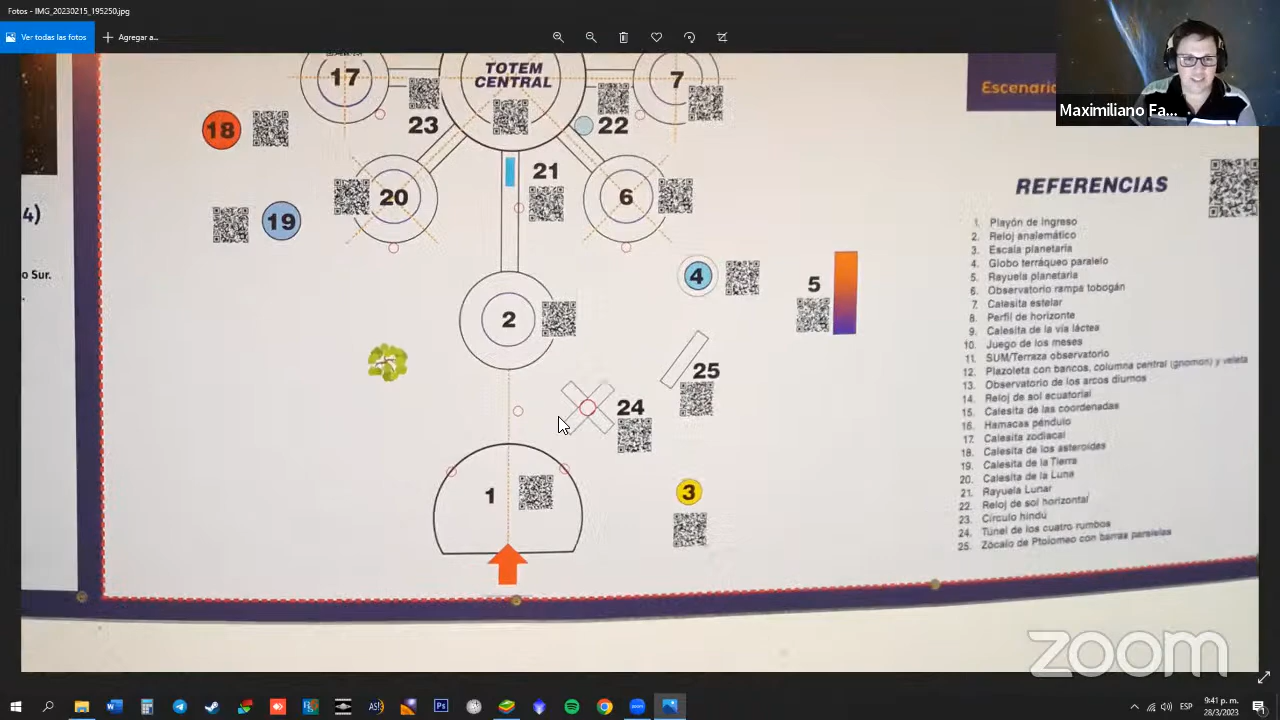 Fotos - IMG_20230215_195250.jpg
Ver todas las fotos
Agregar a...
Maximiliano Fa...
Escenario
TOTEM
CENTRAL
17
7
23
22
18
21
20
6
19
4
5
2
25
24
1
3
4)
o Sur.
REFERENCIAS
1. Playón de Ingreso
2. Reloj analemático
3. Escala planetaria
4. Globo terráqueo paralelo
5. Rayuela planetaria
6. Observatorio rampa tobogán
7. Calesita estelar
8. Perfil de horizonte
9. Calesita de la vía láctea
10. Juego de los meses
11. SUM/Terraza observatorio
12. Plazoleta con bancos, columna central (gnomon) y veleta
13. Observatorio de los arcos diurnos
14. Reloj de sol ecuatorial
15. Calesita de las coordenadas
16. Hamacas péndulo
17. Calesita zodiacal
18. Calesita de los asteroides
19. Calesita de la Tierra
20. Calesita de la Luna
21. Rayuela Lunar
22. Reloj de sol horizontal
23. Círculo hindú
24. Túnel de los cuatro rumbos
25. Zócalo de Ptolomeo con barras paralelas
zoom
ESP
9:41 p. m.
28/3/2023